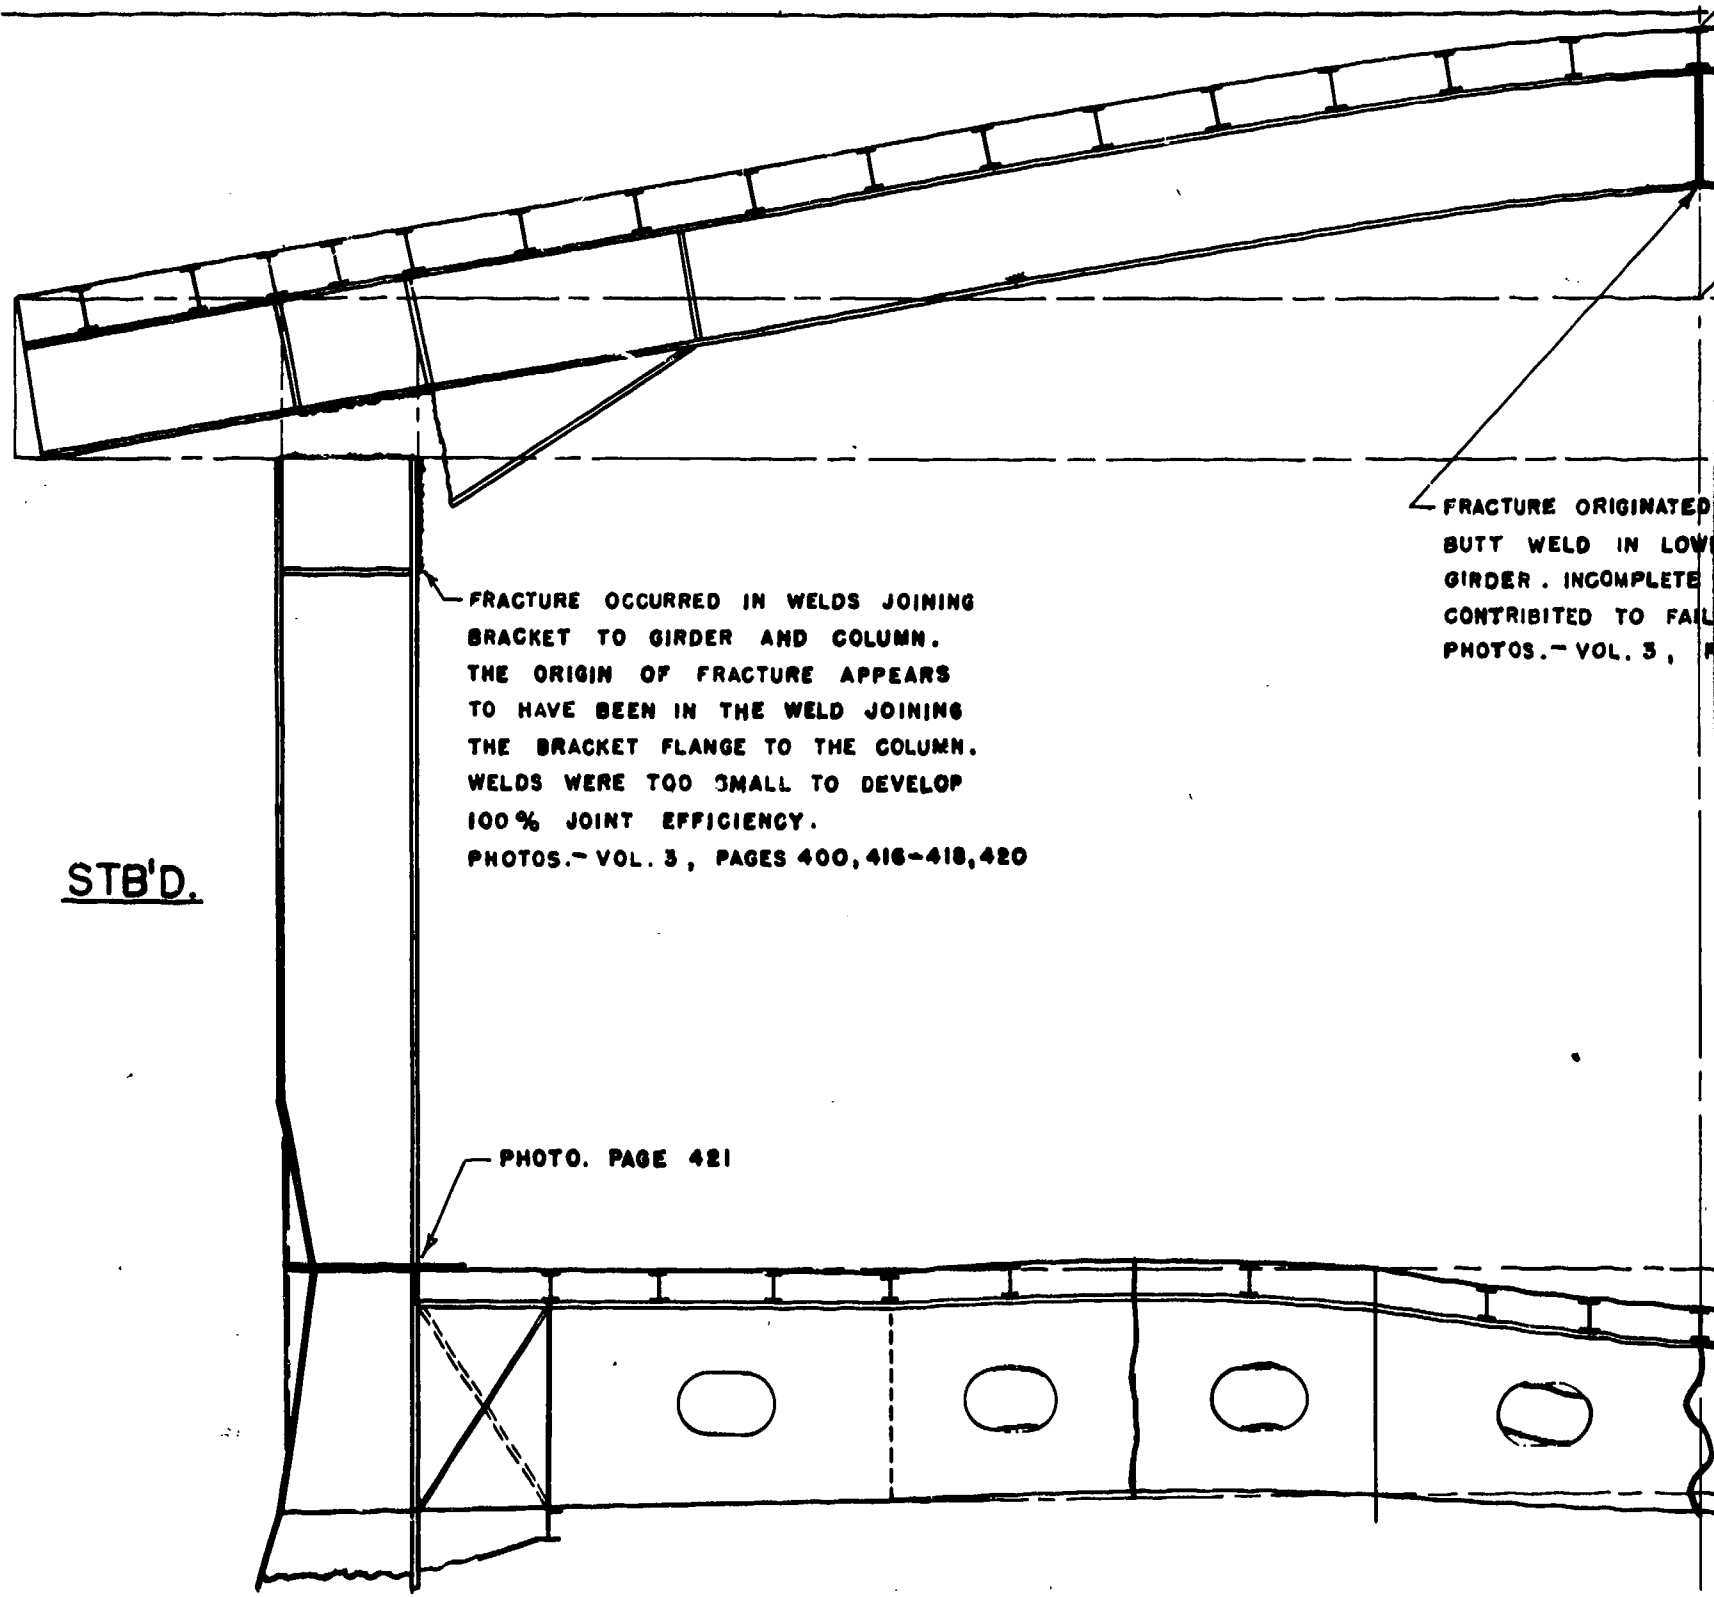 FRACTURE ORIGINATED
BUTT WELD IN LOW
GIRDER. INCOMPLETE
CONTRIBITED TO FAIL
PHOTOS.- VOL. 3,
FRACTURE OCCURRED IN WELDS JOINING
BRACKET TO GIRDER AND COLUMN.
THE ORIGIN OF FRACTURE APPEARS
TO HAVE BEEN IN THE WELD JOINING
THE BRACKET FLANGE TO THE COLUMN.
WELDS WERE TOO SMALL TO DEVELOP
100% JOINT EFFICIENCY.
PHOTOS.- VOL. 3, PAGES 400, 416-418, 420
STB'D.
PHOTO. PAGE 421